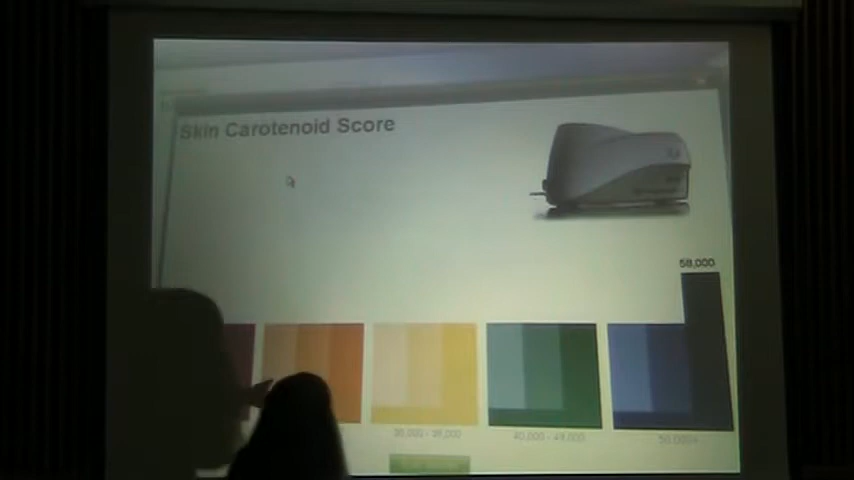 Skin Carotenoid Score
58,000
30,000 - 39,000
40,000 - 49,000
50,000+